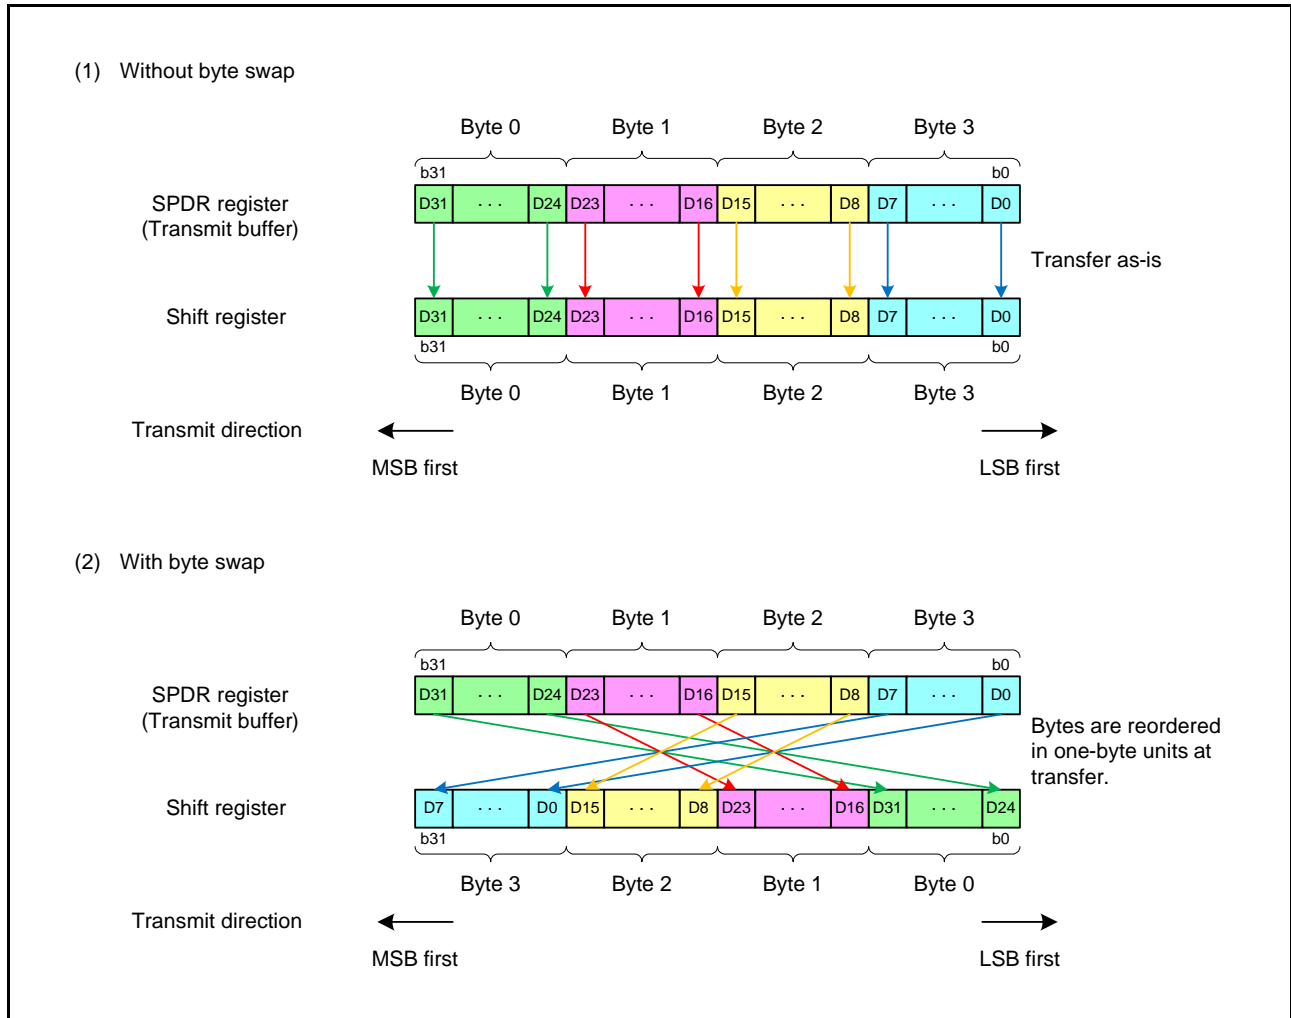 (1) Without byte swap
Byte 0 Byte 1 Byte 2 Byte 3
b31 b0
SPDR register
(Transmit buffer)
D31 · · · D24 D23 · · · D16 D15 · · · D8 D7 · · · D0
Transfer as-is
Shift register
D31 · · · D24 D23 · · · D16 D15 · · · D8 D7 · · · D0
b31 b0
Byte 0 Byte 1 Byte 2 Byte 3
Transmit direction
MSB first LSB first
(2) With byte swap
Byte 0 Byte 1 Byte 2 Byte 3
b31 b0
SPDR register
(Transmit buffer)
D31 · · · D24 D23 · · · D16 D15 · · · D8 D7 · · · D0
Bytes are reordered
in one-byte units at
transfer.
Shift register
D7 · · · D0 D15 · · · D8 D23 · · · D16 D31 · · · D24
b31 b0
Byte 3 Byte 2 Byte 1 Byte 0
Transmit direction
MSB first LSB first